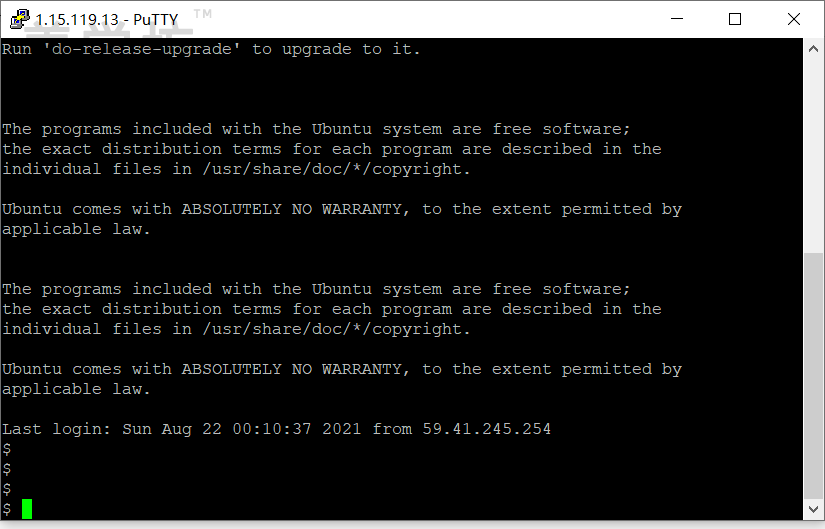 1.15.119.13 - PuTTY
Run 'do-release-upgrade' to upgrade to it.
The programs included with the Ubuntu system are free software;
the exact distribution terms for each program are described in the
individual files in /usr/share/doc/*/copyright.
Ubuntu comes with ABSOLUTELY NO WARRANTY, to the extent permitted by
applicable law.
The programs included with the Ubuntu system are free software;
the exact distribution terms for each program are described in the
individual files in /usr/share/doc/*/copyright.
Ubuntu comes with ABSOLUTELY NO WARRANTY, to the extent permitted by
applicable law.
Last login: Sun Aug 22 00:10:37 2021 from 59.41.245.254
$
$
$
$